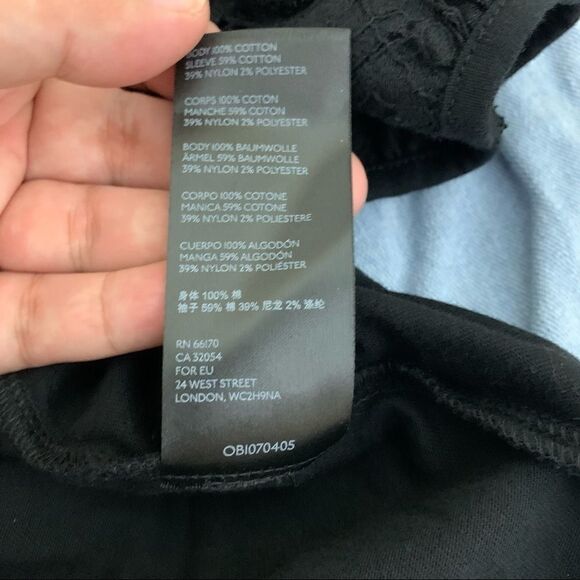 BODY 100% COTTON
SLEEVE 59% COTTON
39% NYLON 2% POLYESTER
CORPS 100% COTON
MANCHE 59% COTON
39% NYLON 2% POLYESTER
BODY 100% BAUMWOLLE
ÄRMEL 59% BAUMWOLLE
39% NYLON 2% POLYESTER
CORPO 100% COTONE
MANICA 59% COTONE
39% NYLON 2% POLIESTERE
CUERPO 100% ALGODÓN
MANGA 59% ALGODÓN
39% NYLON 2% POLIÉSTER
身体 100% 棉
袖子 59% 棉 39% 尼龙 2% 涤纶
RN 66170
CA 32054
FOR EU
24 WEST STREET
LONDON, WC2H9NA
OB1070405